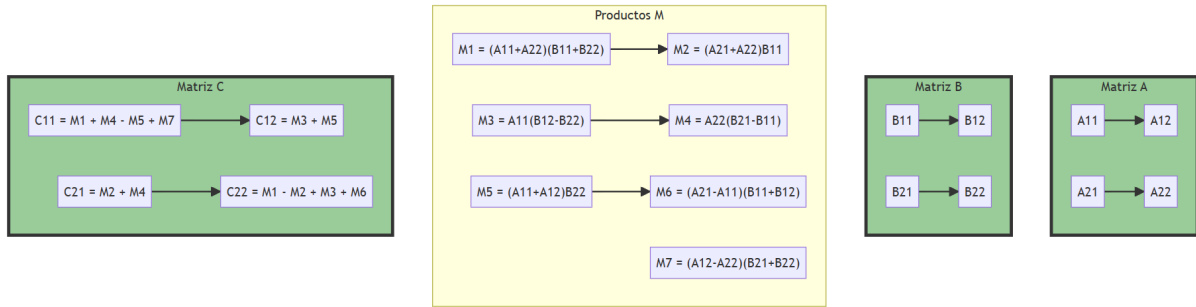 Matriz C
C11 = M1 + M4 - M5 + M7
C12 = M3 + M5
C21 = M2 + M4
C22 = M1 - M2 + M3 + M6
Productos M
M1 = (A11+A22)(B11+B22)
M2 = (A21+A22)B11
M3 = A11(B12-B22)
M4 = A22(B21-B11)
M5 = (A11+A12)B22
M6 = (A21-A11)(B11+B12)
M7 = (A12-A22)(B21+B22)
Matriz B
B11
B12
B21
B22
Matriz A
A11
A12
A21
A22